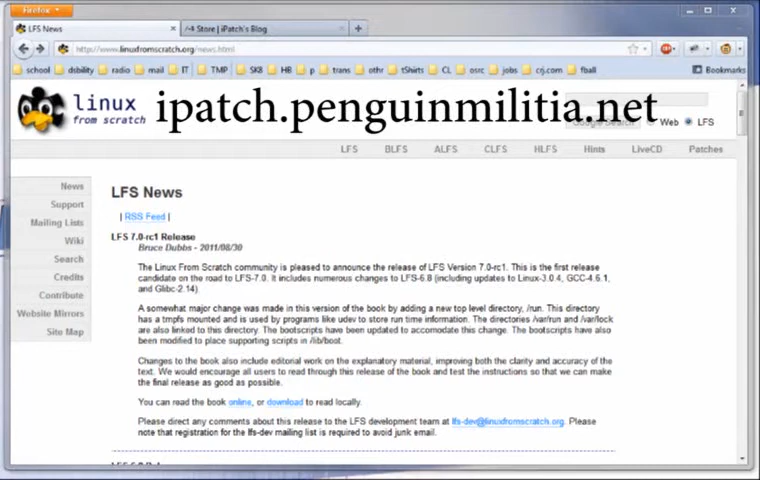 Firefox
LFS News
Store | iPatch's Blog
http://www.linuxfromscratch.org/news.html
school dsbility radio mail IT TMP SK8 HB p trans othr tShirts CL osrc jobs crj.com fball Bookmarks
linux
from scratch
ipatch.penguinmilitia.net
Google Search Web LFS
LFS BLFS ALFS CLFS HLFS Hints LiveCD Patches
News
Support
Mailing Lists
Wiki
Search
Credits
Contribute
Website Mirrors
Site Map
LFS News
| RSS Feed |
LFS 7.0-rc1 Release
Bruce Dubbs - 2011/08/30
The Linux From Scratch community is pleased to announce the release of LFS Version 7.0-rc1. This is the first release
candidate on the road to LFS-7.0. It includes numerous changes to LFS-6.8 (including updates to Linux-3.0.4, GCC-4.6.1,
and Glibc-2.14)
A somewhat major change was made in this version of the book by adding a new top level directory, /run. This directory
has a tmpfs mounted and is used by programs like udev to store run time information. The directories /var/run and /var/lock
are also linked to this directory. The bootscripts have been updated to accomodate this change. The bootscripts have also
been modified to place supporting scripts in /lib/boot.
Changes to the book also include editorial work on the explanatory material, improving both the clarity and accuracy of the
text. We would encourage all users to read through this release of the book and test the instructions so that we can make
the final release as good as possible.
You can read the book online, or download to read locally.
Please direct any comments about this release to the LFS development team at lfs-dev@linuxfromscratch.org. Please
note that registration for the lfs-dev mailing list is required to avoid junk email.